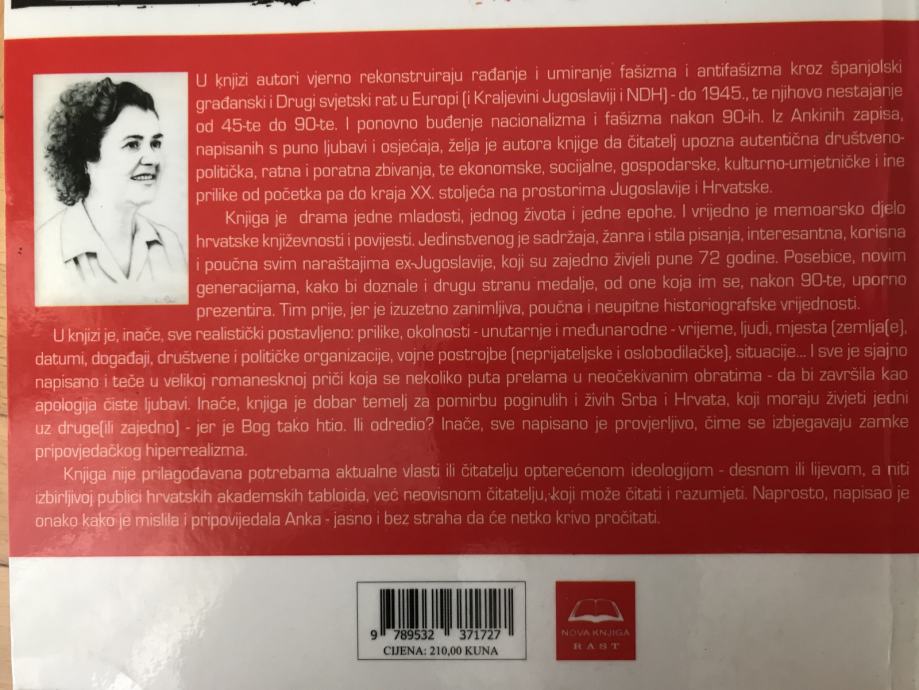 U knjizi autori vjerno rekonstruiraju rađanje i umiranje fašizma i antifašizma kroz španjolski
građanski i Drugi svjetski rat u Europi (i Kraljevini Jugoslaviji i NDH) - do 1945., te njihovo nestajanje
od 45-te do 90-te. I ponovno buđenje nacionalizma i fašizma nakon 90-ih. Iz Ankinih zapisa,
napisanih s puno ljubavi i osjećaja, želja je autora knjige da čitatelj upozna autentična društveno-
politička, ratna i poratna zbivanja, te ekonomske, socijalne, gospodarske, kulturno-umjetničke i ine
prilike od početka pa do kraja XX. stoljeća na prostorima Jugoslavije i Hrvatske.
Knjiga je drama jedne mladosti, jednog života i jedne epohe. I vrijedno je memoarsko djelo
hrvatske književnosti i povijesti. Jedinstvenog je sadržaja, žanra i stila pisanja, interesantna, korisna
i poučna svim naraštajima ex-Jugoslavije, koji su zajedno živjeli pune 72 godine. Posebice, novim
generacijama, kako bi doznale i drugu stranu medalje, od one koja im se, nakon 90-te, uporno
prezentira. Tim prije, jer je izuzetno zanimljiva, poučna i neupitne historiografske vrijednosti.
U knjizi je, inače, sve realistički postavljeno: prilike, okolnosti - unutarnje i međunarodne - vrijeme, ljudi, mjesta (zemlja(e),
datumi, događaji, društvene i političke organizacije, vojne postrojbe (neprijateljske i oslobodilačke), situacije... I sve je sjajno
napisano i teče u velikoj romanesknoj priči koja se nekoliko puta prelama u neočekivanim obratima - da bi završila kao
apologija čiste ljubavi. Inače, knjiga je dobar temelj za pomirbu poginulih i živih Srba i Hrvata, koji moraju živjeti jedni
uz druge(ili zajedno) - jer je Bog tako htio. Ili odredio? Inače, sve napisano je provjerljivo, čime se izbjegavaju zamke
pripovjedačkog hiperrealizma.
Knjiga nije prilagođavana potrebama aktualne vlasti ili čitatelju opterećenom ideologijom - desnom ili lijevom, a niti
izbirljivoj publici hrvatskih akademskih tabloida, već neovisnom čitatelju, koji može čitati i razumjeti. Naprosto, napisao je
onako kako je mislila i pripovijedala Anka - jasno i bez straha da će netko krivo pročitati.
9 789532 371727
CIJENA: 210,00 KUNA
NOVA KNJIGA
RAST